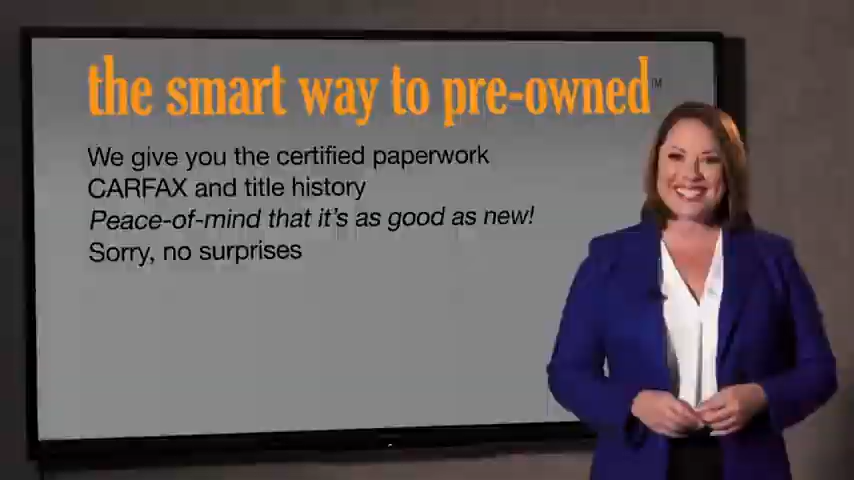 the smart way to pre-owned™
We give you the certified paperwork
CARFAX and title history
Peace-of-mind that it's as good as new!
Sorry, no surprises